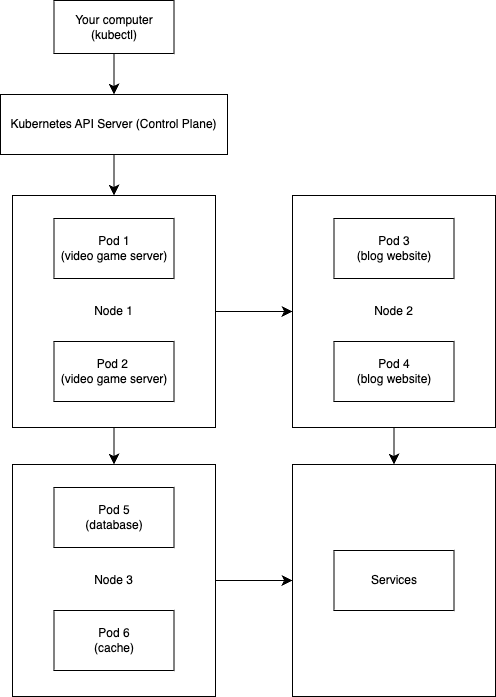 Your computer
(kubectl)
Kubernetes API Server (Control Plane)
Pod 1
(video game server)
Node 1
Pod 2
(video game server)
Pod 3
(blog website)
Node 2
Pod 4
(blog website)
Pod 5
(database)
Node 3
Pod 6
(cache)
Services